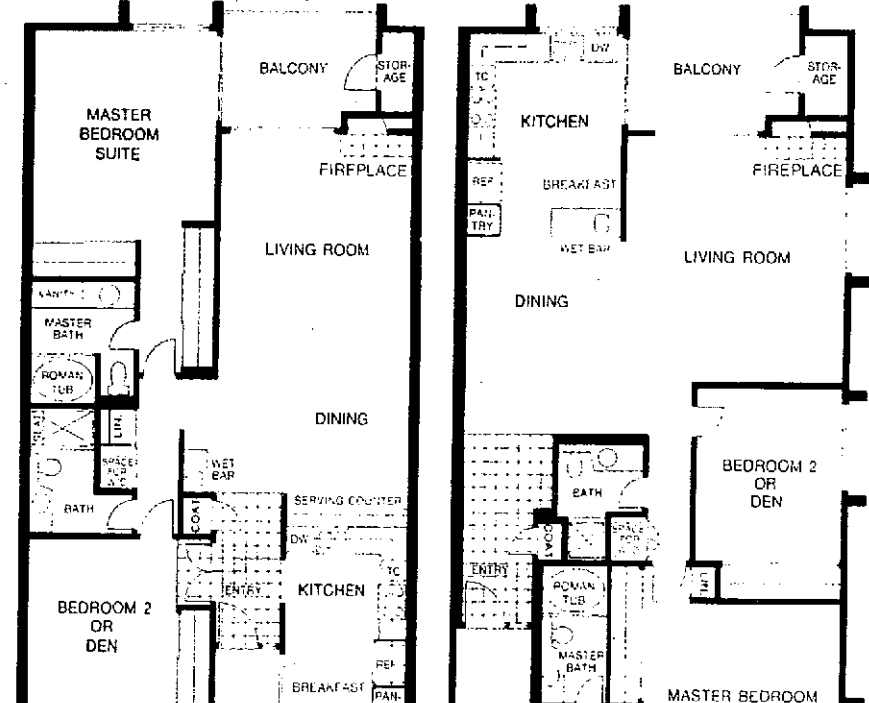 BALCONY
STOR-
AGE
MASTER
BEDROOM
SUITE
FIREPLACE
LIVING ROOM
VANITY
MASTER
BATH
ROMAN
TUB
DINING
SEAT
LIN.
SPACE
FOR
WET
BAR
BATH
COAT
SERVING COUNTER
DW
TC
ENTRY
KITCHEN
BEDROOM 2
OR
DEN
REF
BREAKFAST
PAN-
DW
TC
BALCONY
STOR-
AGE
KITCHEN
FIREPLACE
REF
BREAKFAST
PAN-
TRY
WET BAR
LIVING ROOM
DINING
BEDROOM 2
OR
DEN
BATH
COAT
SPACE
FOR
ENTRY
LIN.
ROMAN
TUB
MASTER
BATH
MASTER BEDROOM